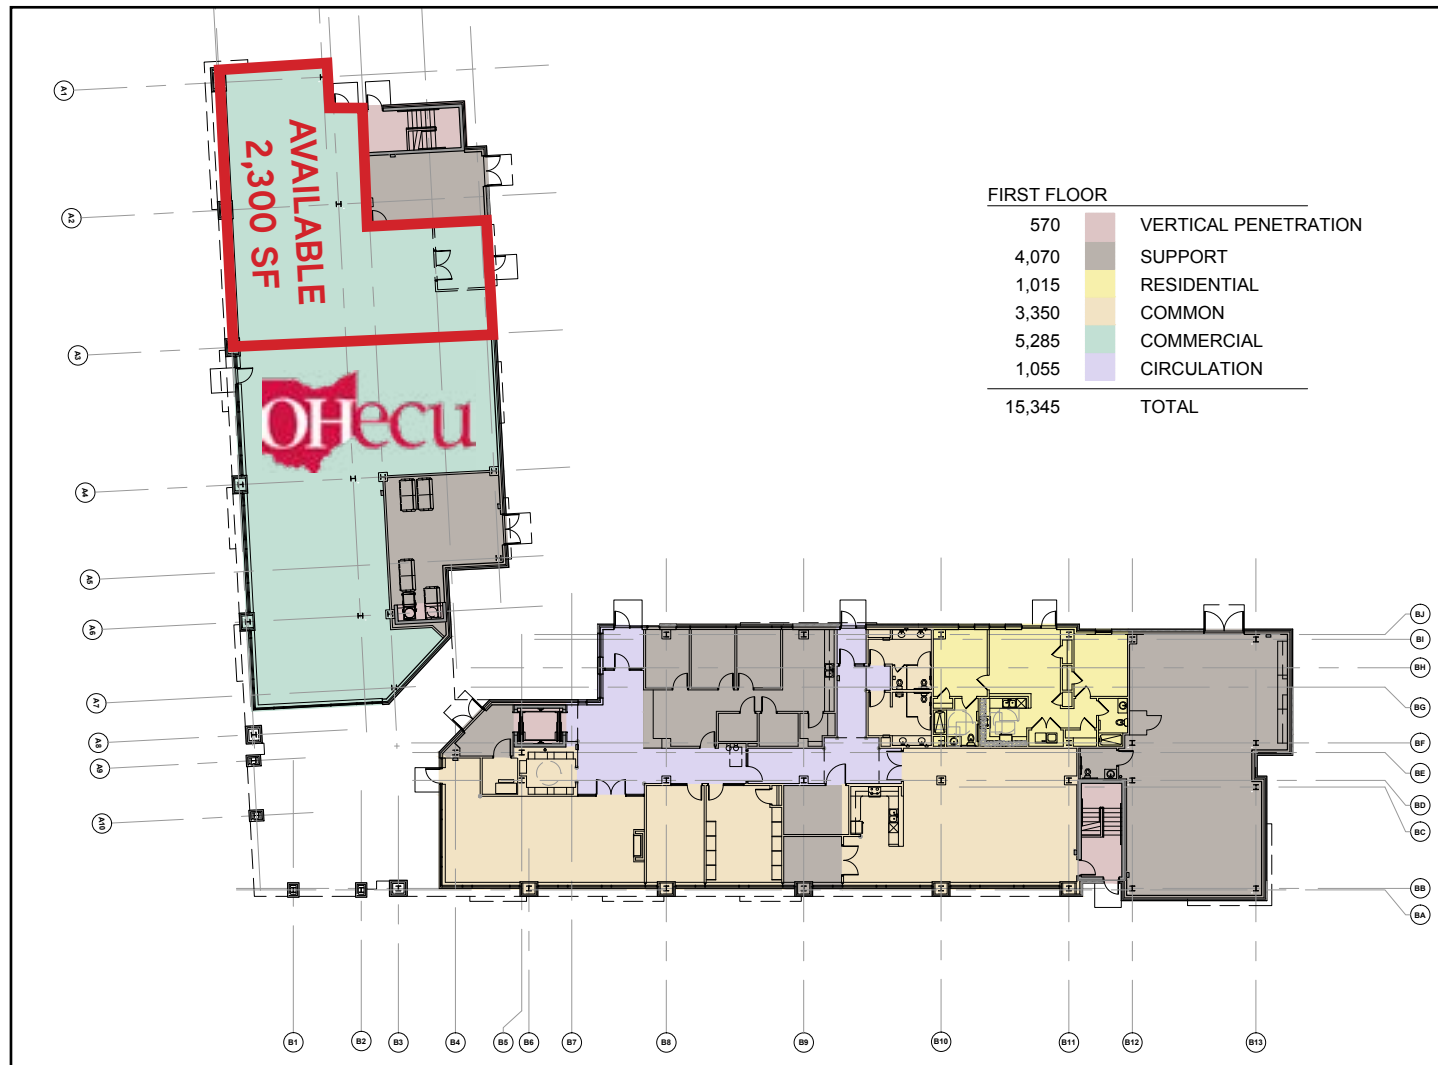 A1
A2
A3
A4
A5
A6
A7
A8
A9
A10
AVAILABLE
2,300 SF
OHecu
FIRST FLOOR
570 VERTICAL PENETRATION
4,070 SUPPORT
1,015 RESIDENTIAL
3,350 COMMON
5,285 COMMERCIAL
1,055 CIRCULATION
15,345 TOTAL
BJ
BI
BH
BG
BF
BE
BD
BC
BB
BA
B1 B2 B3 B4 B5 B6 B7 B8 B9 B10 B11 B12 B13